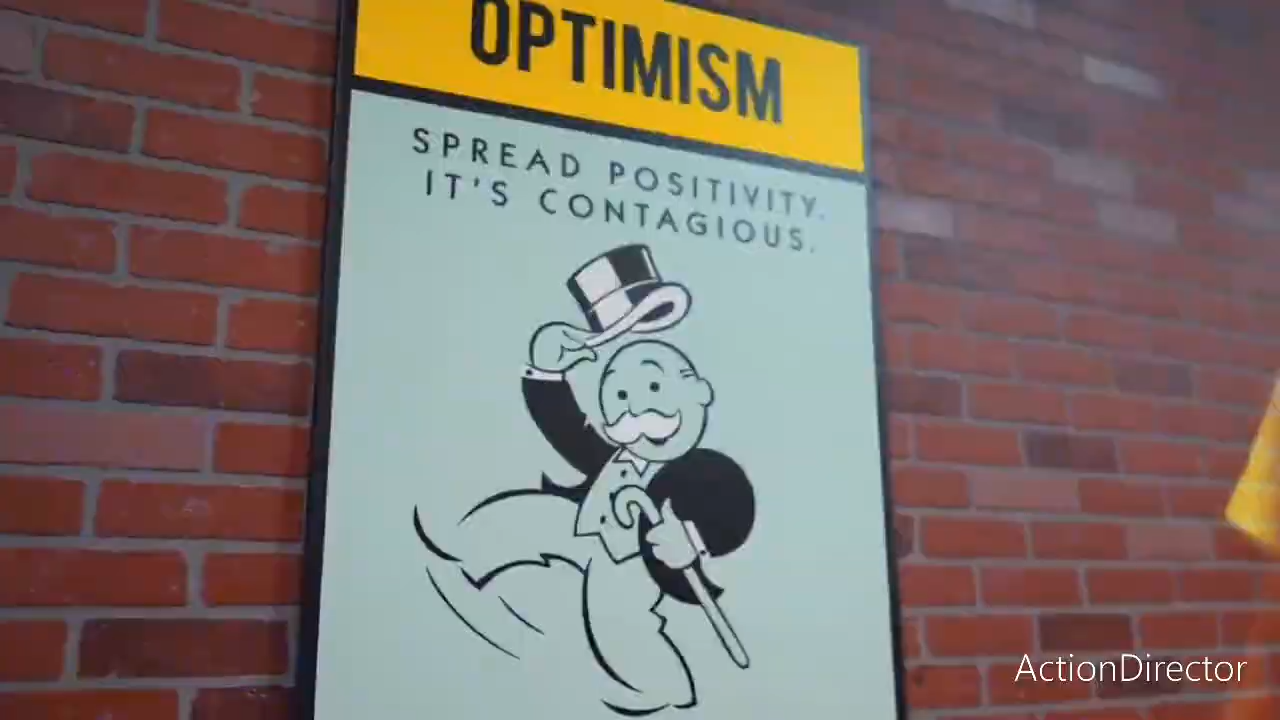 OPTIMISM
SPREAD POSITIVITY.
IT'S CONTAGIOUS.
ActionDirector